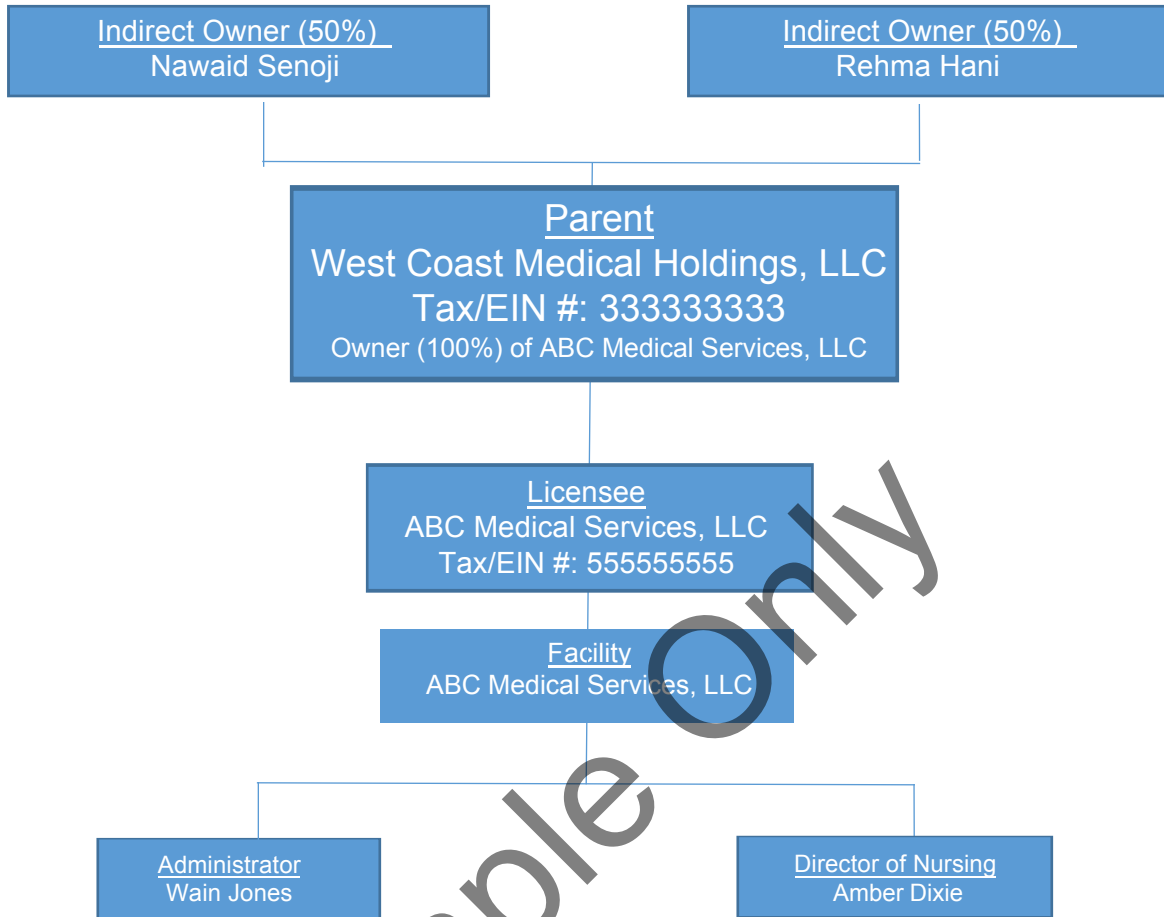 Indirect Owner (50%)
Nawaid Senoji
Indirect Owner (50%)
Rehma Hani
Parent
West Coast Medical Holdings, LLC
Tax/EIN #: 333333333
Owner (100%) of ABC Medical Services, LLC
Licensee
ABC Medical Services, LLC
Tax/EIN #: 555555555
Facility
ABC Medical Services, LLC
Administrator
Wain Jones
Director of Nursing
Amber Dixie
ple Only